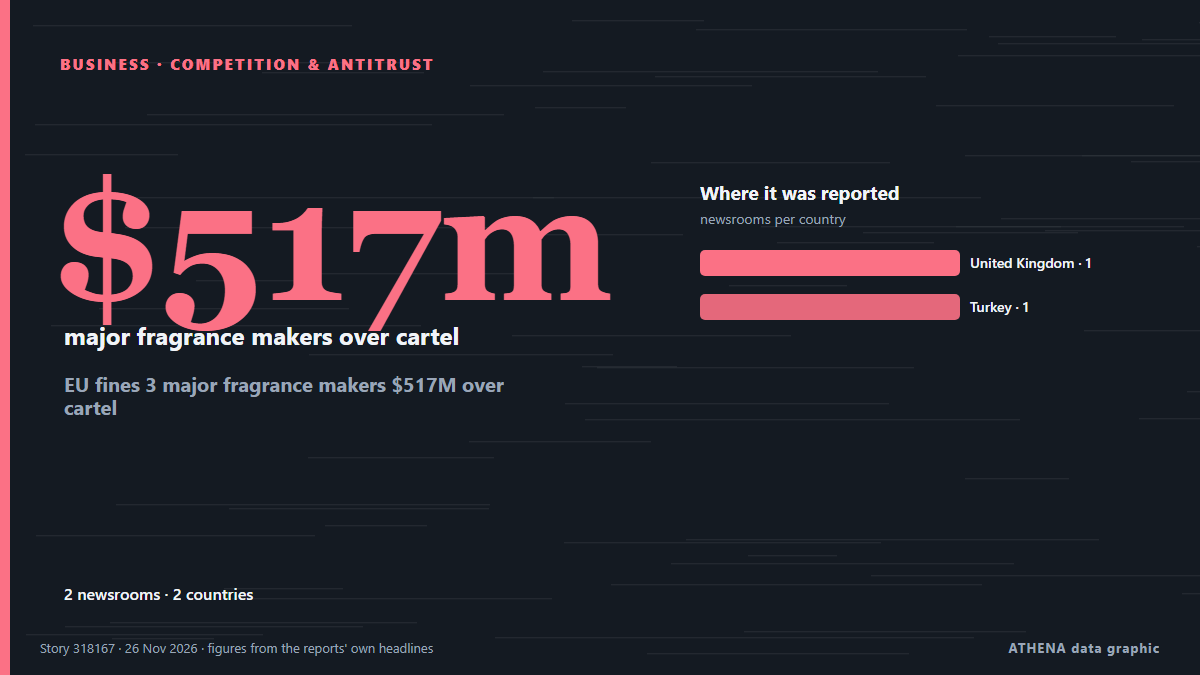 BUSINESS · COMPETITION & ANTITRUST
$517m
major fragrance makers over cartel
EU fines 3 major fragrance makers $517M over
cartel
Where it was reported
newsrooms per country
United Kingdom · 1
Turkey · 1
2 newsrooms · 2 countries
Story 318167 · 26 Nov 2026 · figures from the reports' own headlines
ATHENA data graphic